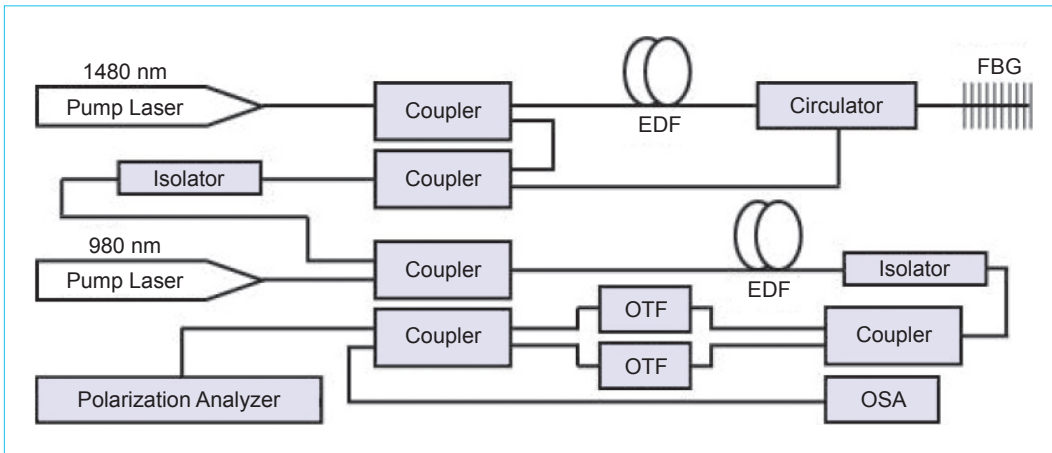 1480 nm
Pump Laser
Coupler
EDF
Circulator
FBG
Isolator
Coupler
980 nm
Pump Laser
Coupler
EDF
Isolator
Coupler
OTF
OTF
Coupler
Polarization Analyzer
OSA